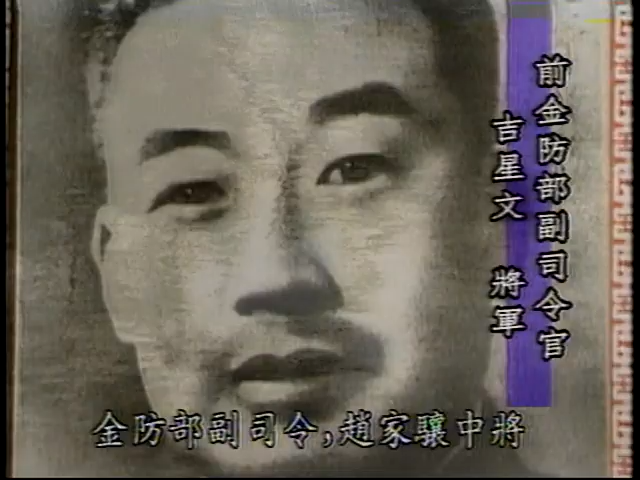 前金防部副司令官
吉星文 將軍
金防部副司令,趙家驤中將